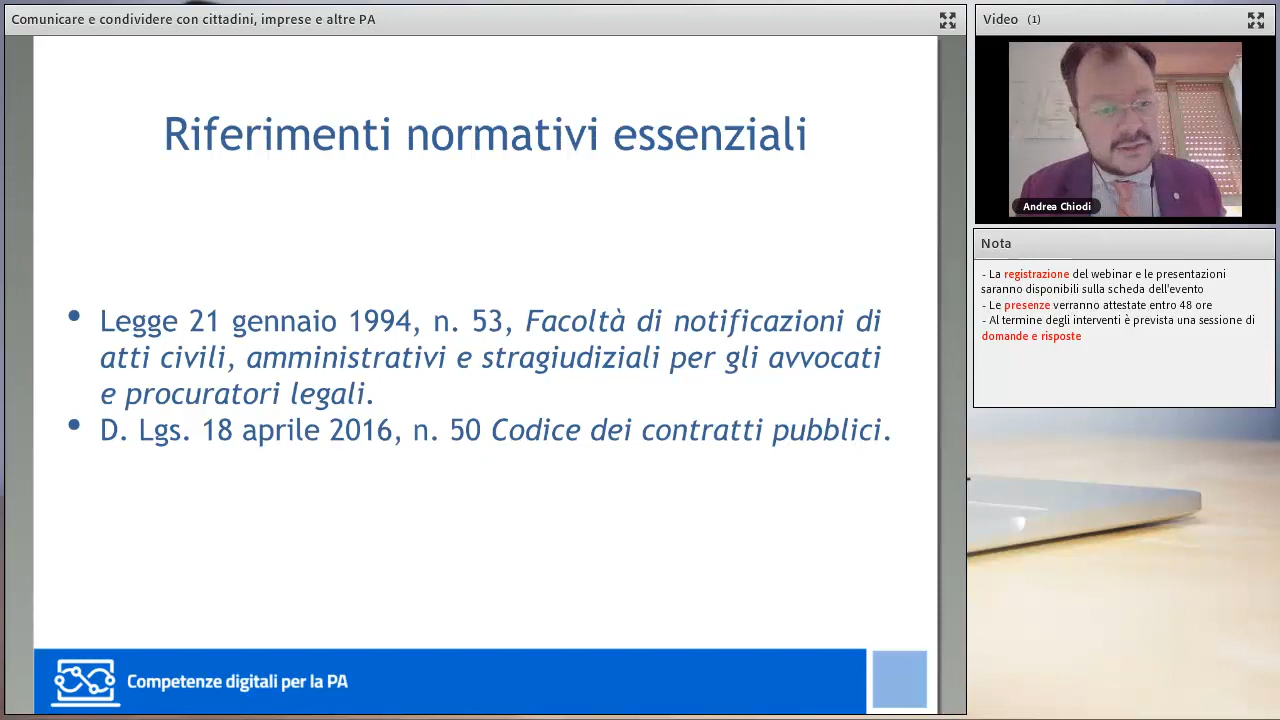 Comunicare e condividere con cittadini, imprese e altre PA
Riferimenti normativi essenziali
• Legge 21 gennaio 1994, n. 53, Facoltà di notificazioni di
atti civili, amministrativi e stragiudiziali per gli avvocati
e procuratori legali.
• D. Lgs. 18 aprile 2016, n. 50 Codice dei contratti pubblici.
Competenze digitali per la PA
Video (1)
Andrea Chiodi
Nota
- La registrazione del webinar e le presentazioni
saranno disponibili sulla scheda dell'evento
- Le presenze verranno attestate entro 48 ore
- Al termine degli interventi è prevista una sessione di
domande e risposte